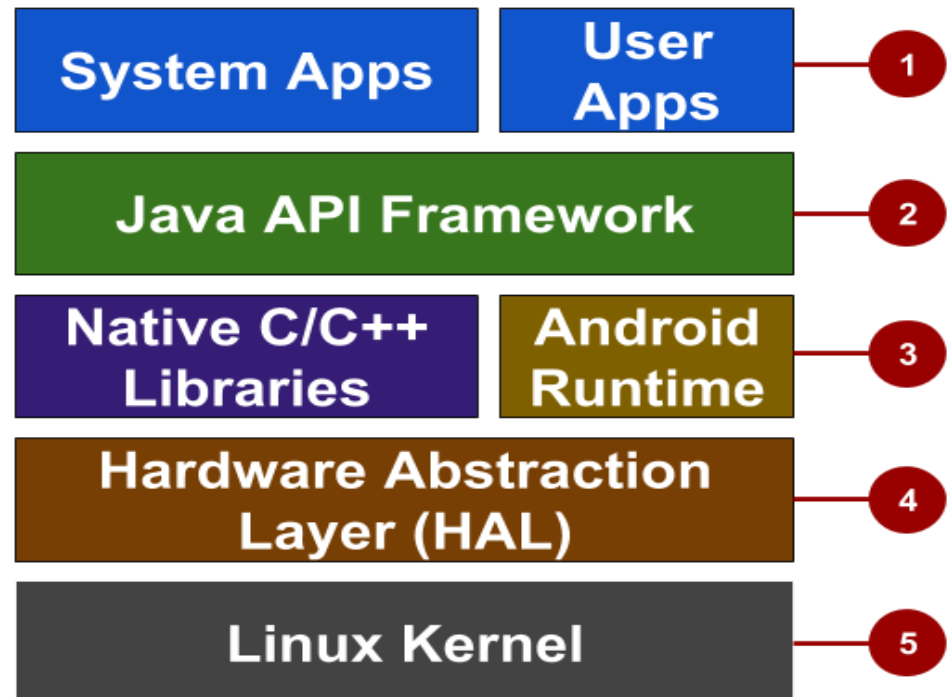 System Apps
User
Apps
1
Java API Framework
2
Native C/C++
Libraries
Android
Runtime
3
Hardware Abstraction
Layer (HAL)
4
Linux Kernel
5